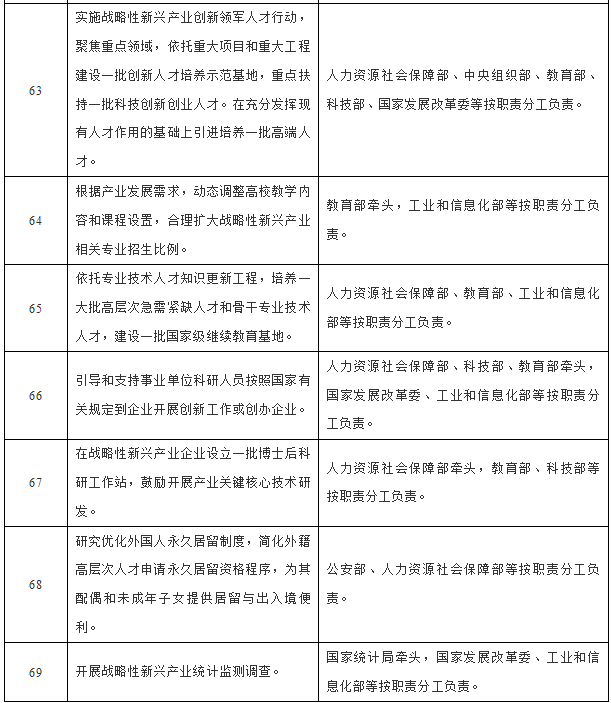 63
实施战略性新兴产业创新领军人才行动，
聚焦重点领域，依托重大项目和重大工程
建设一批创新人才培养示范基地，重点扶
持一批科技创新创业人才。在充分发挥现
有人才作用的基础上引进培养一批高端人
才。
人力资源社会保障部、中央组织部、教育部、
科技部、国家发展改革委等按职责分工负责。
64
根据产业发展需求，动态调整高校教学内
容和课程设置，合理扩大战略性新兴产业
相关专业招生比例。
教育部牵头，工业和信息化部等按职责分工负
责。
65
依托专业技术人才知识更新工程，培养一
大批高层次急需紧缺人才和骨干专业技术
人才，建设一批国家级继续教育基地。
人力资源社会保障部、教育部、工业和信息化
部等按职责分工负责。
66
引导和支持事业单位科研人员按照国家有
关规定到企业开展创新工作或创办企业。
人力资源社会保障部、科技部、教育部牵头，
国家发展改革委、工业和信息化部等按职责分
工负责。
67
在战略性新兴产业企业设立一批博士后科
研工作站，鼓励开展产业关键核心技术研
发。
人力资源社会保障部牵头，教育部、科技部等
按职责分工负责。
68
研究优化外国人永久居留制度，简化外籍
高层次人才申请永久居留资格程序，为其
配偶和未成年子女提供居留与出入境便
利。
公安部、人力资源社会保障部等按职责分工负
责。
69
开展战略性新兴产业统计监测调查。
国家统计局牵头，国家发展改革委、工业和信
息化部等按职责分工负责。